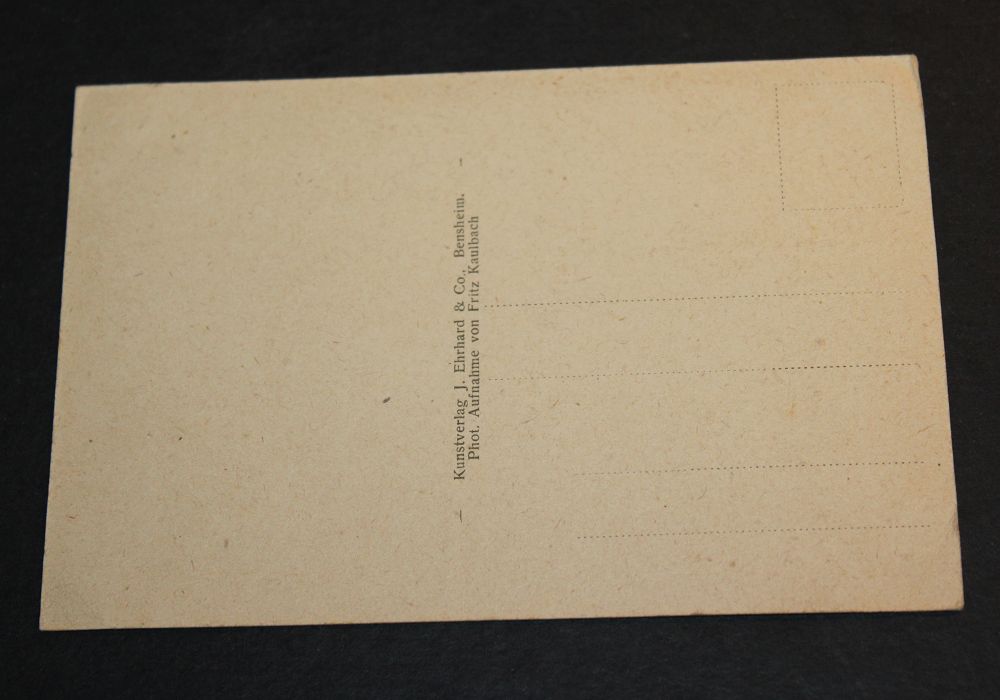 Kunstverlag J. Ehrhard & Co., Bensheim.
Phot. Aufnahme von Fritz Kaulbach